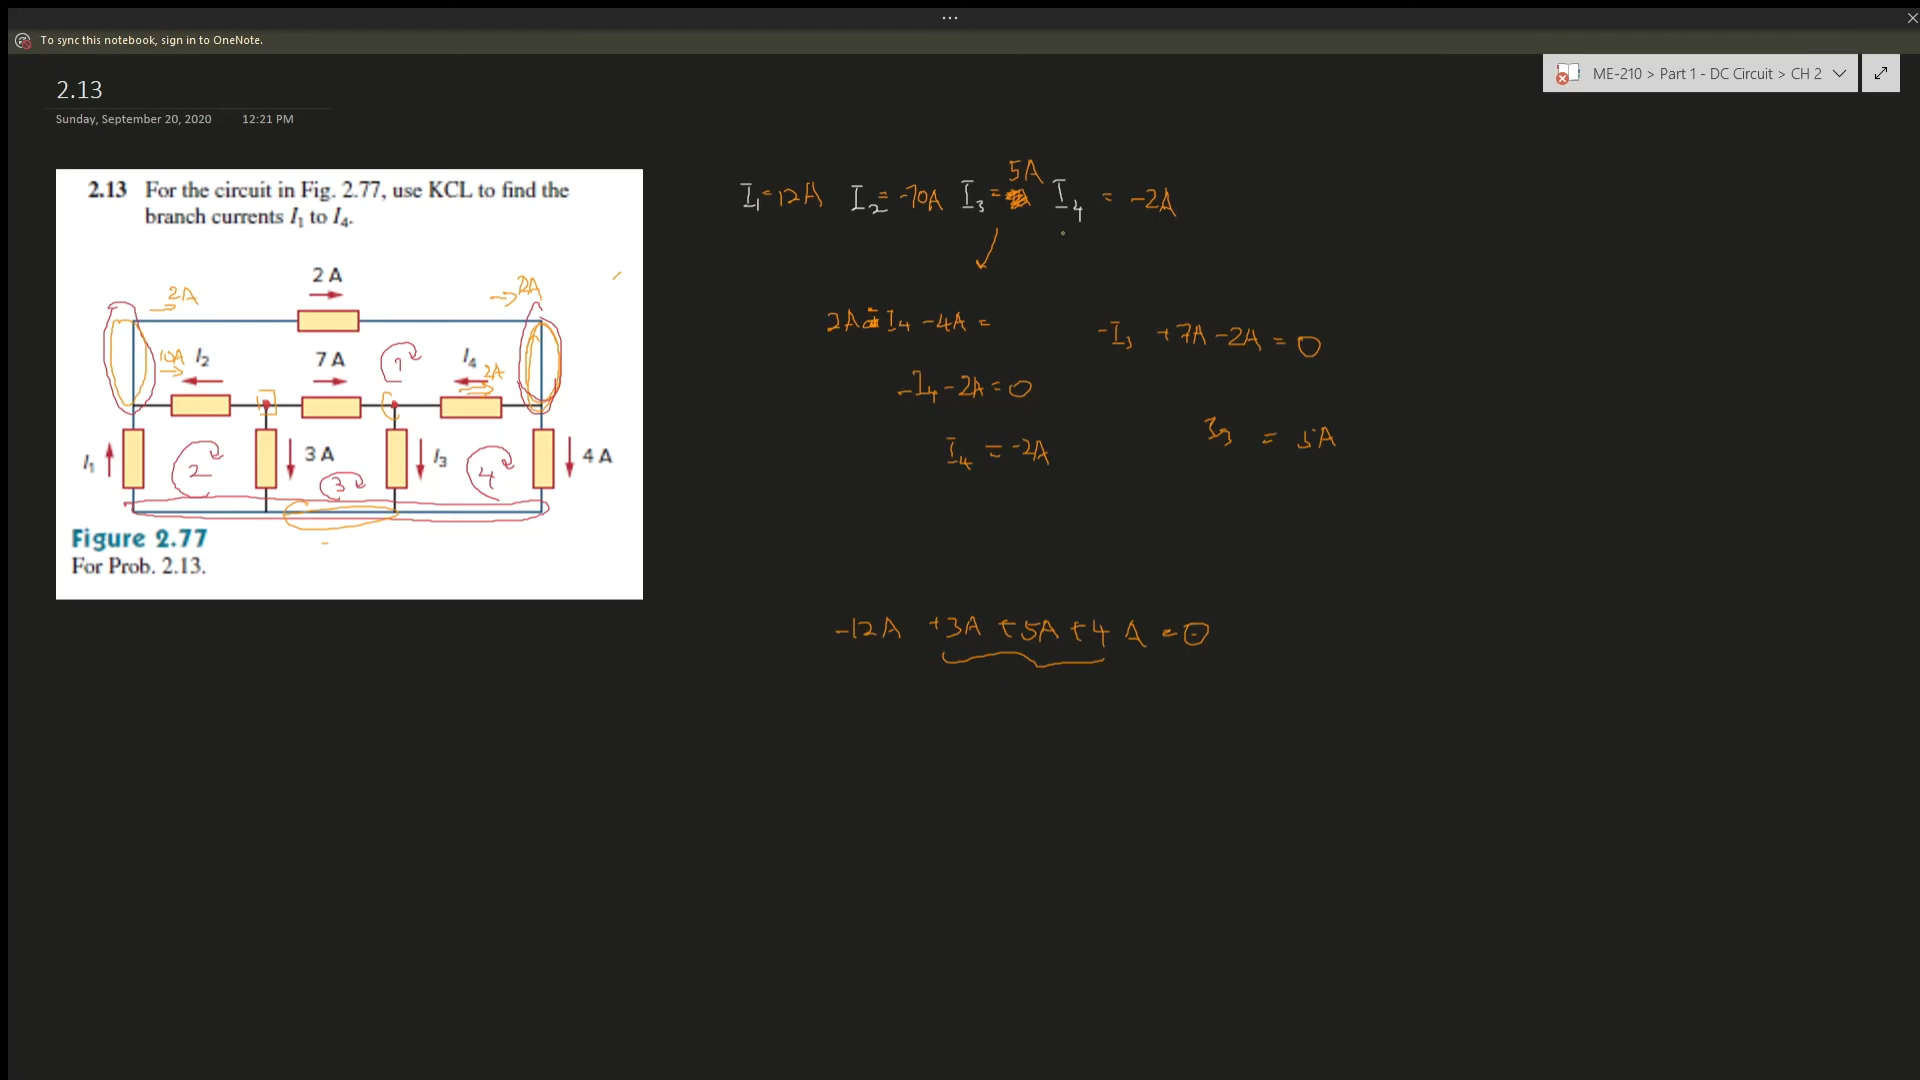 To sync this notebook, sign in to OneNote.
ME-210 > Part 1 - DC Circuit > CH 2
2.13
Sunday, September 20, 2020 12:21 PM
2.13 For the circuit in Fig. 2.77, use KCL to find the
branch currents I1 to I4.
2 A
2A
2A
10A I2
7 A
1
I4
2A
I1
2
3 A
3
I3
4
4 A
Figure 2.77
For Prob. 2.13.
5A
I1 = 12A I2 = -10A I3 = I4 = -2A
2A - I4 - 4A =
-I4 - 2A = 0
I4 = -2A
-I3 + 7A - 2A = 0
I3 = 5A
-12A + 3A + 5A + 4 A = 0